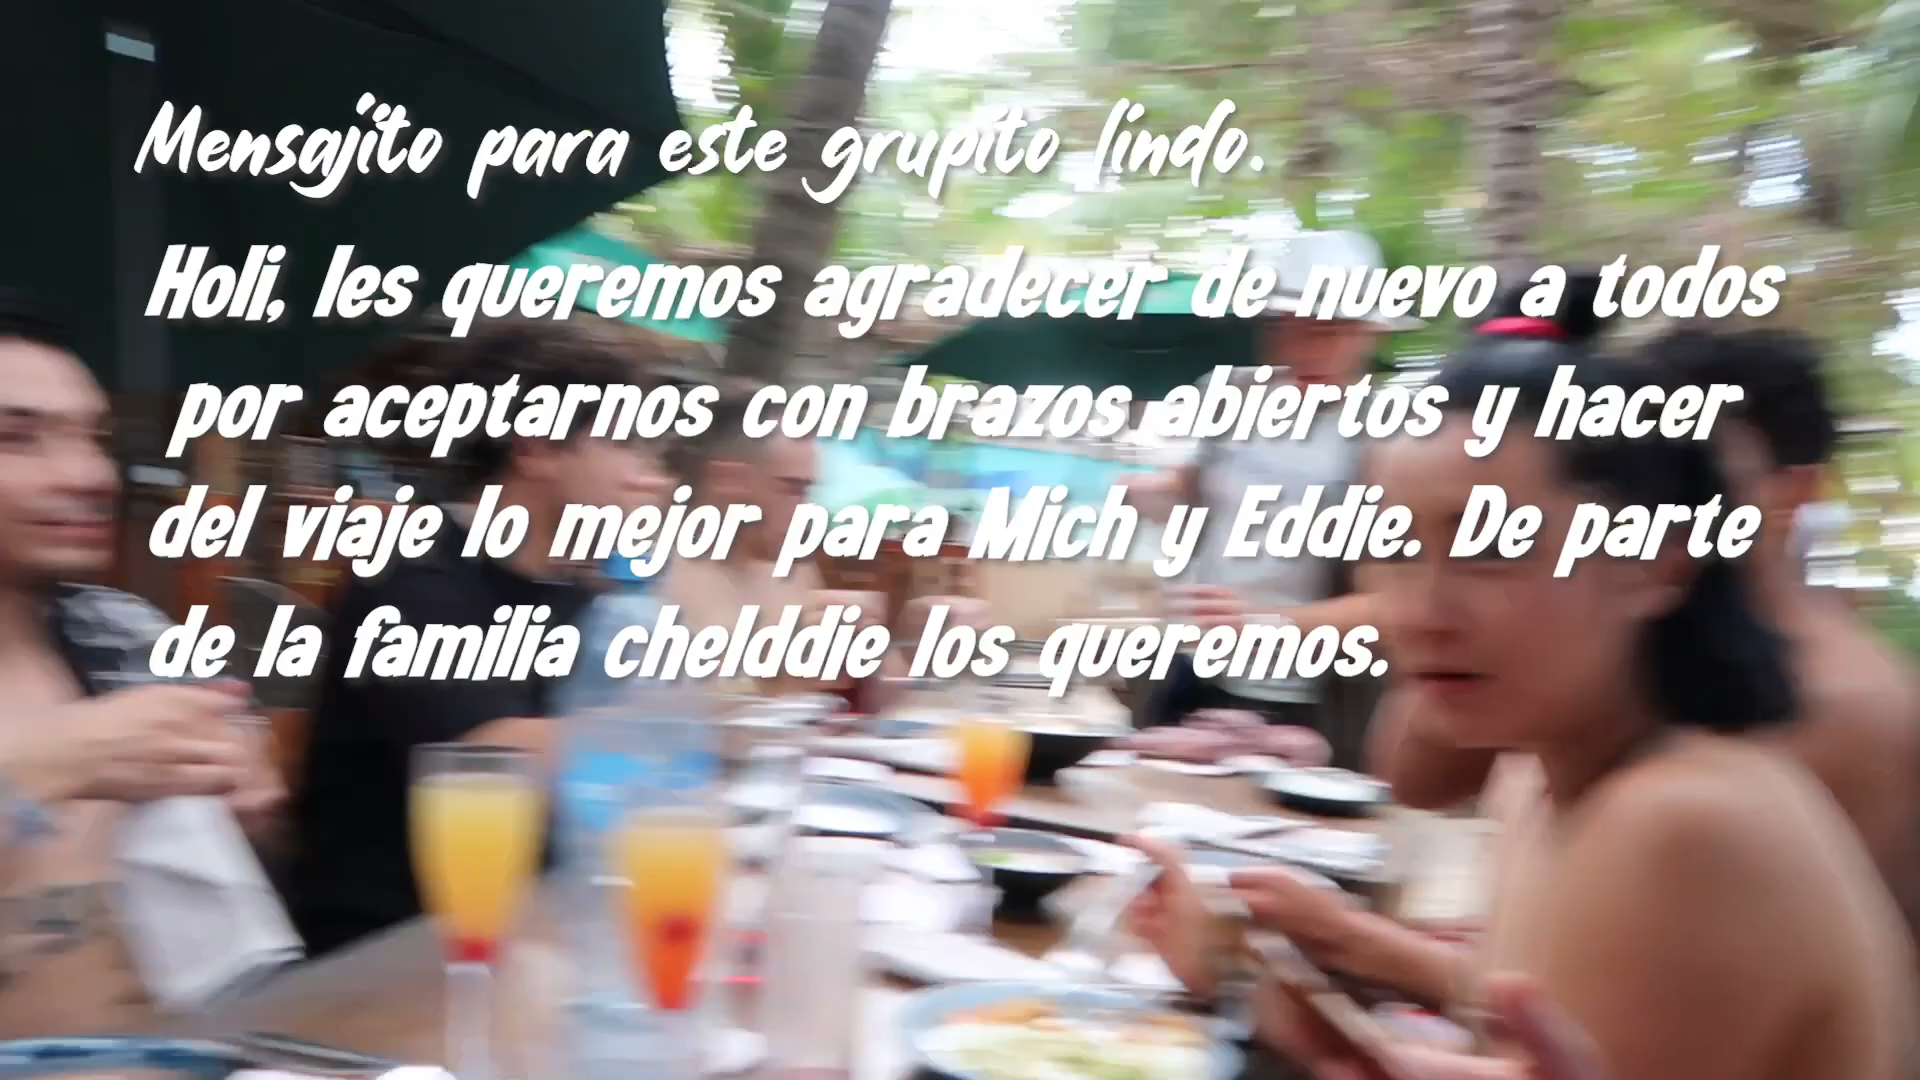 Mensajito para este grupito lindo.
Holi, les queremos agradecer de nuevo a todos
por aceptarnos con brazos abiertos y hacer
del viaje lo mejor para Mich y Eddie. De parte
de la familia chelddie los queremos.